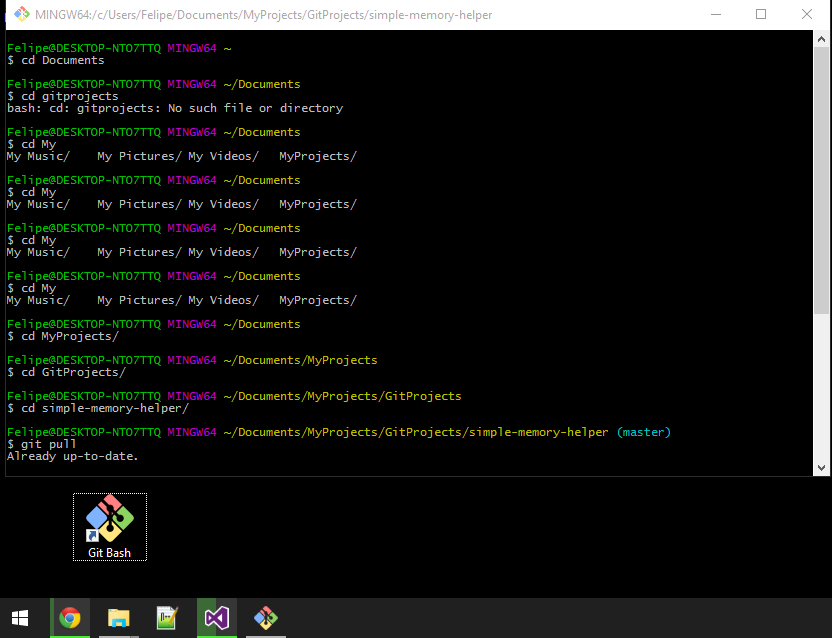 MINGW64:/c/Users/Felipe/Documents/MyProjects/GitProjects/simple-memory-helper
Felipe@DESKTOP-NTO7TTQ MINGW64 ~
$ cd Documents
Felipe@DESKTOP-NTO7TTQ MINGW64 ~/Documents
$ cd gitprojects
bash: cd: gitprojects: No such file or directory
Felipe@DESKTOP-NTO7TTQ MINGW64 ~/Documents
$ cd My
My Music/    My Pictures/ My Videos/   MyProjects/
Felipe@DESKTOP-NTO7TTQ MINGW64 ~/Documents
$ cd My
My Music/    My Pictures/ My Videos/   MyProjects/
Felipe@DESKTOP-NTO7TTQ MINGW64 ~/Documents
$ cd My
My Music/    My Pictures/ My Videos/   MyProjects/
Felipe@DESKTOP-NTO7TTQ MINGW64 ~/Documents
$ cd My
My Music/    My Pictures/ My Videos/   MyProjects/
Felipe@DESKTOP-NTO7TTQ MINGW64 ~/Documents
$ cd MyProjects/
Felipe@DESKTOP-NTO7TTQ MINGW64 ~/Documents/MyProjects
$ cd GitProjects/
Felipe@DESKTOP-NTO7TTQ MINGW64 ~/Documents/MyProjects/GitProjects
$ cd simple-memory-helper/
Felipe@DESKTOP-NTO7TTQ MINGW64 ~/Documents/MyProjects/GitProjects/simple-memory-helper (master)
$ git pull
Already up-to-date.
Git Bash